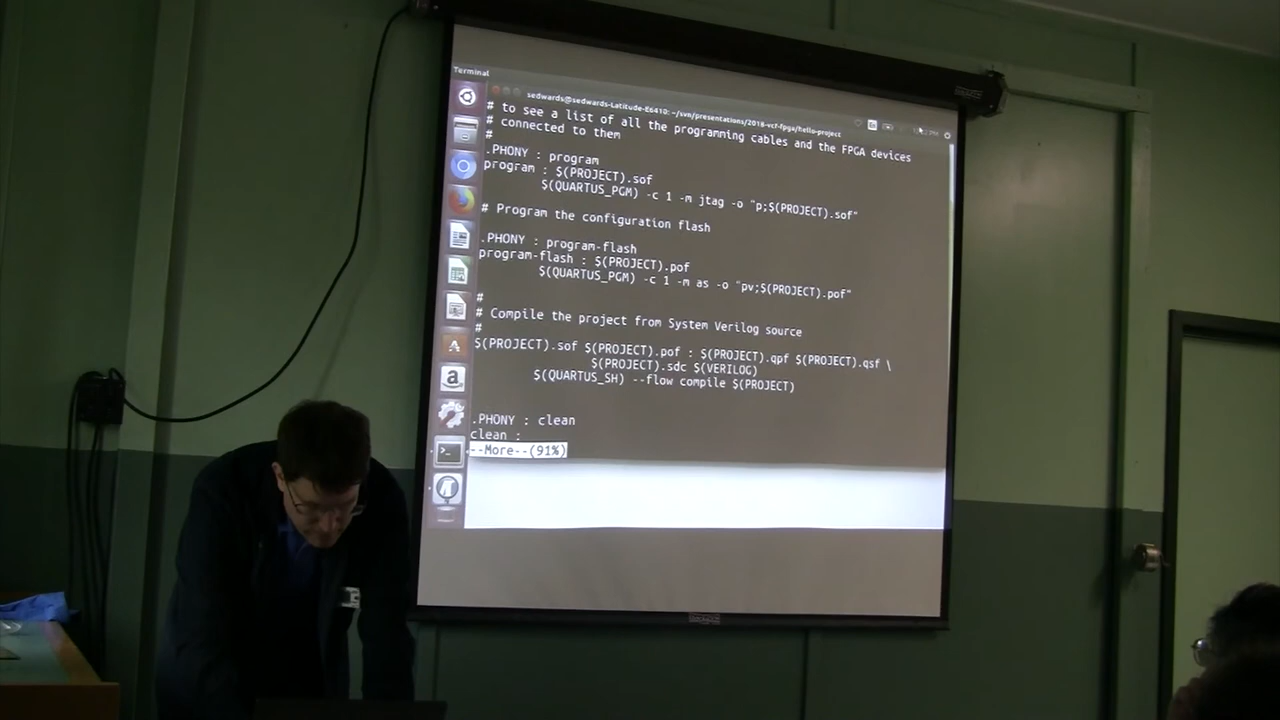 Terminal
sedwards@sedwards-Latitude-E6410: ~/svn/presentations/2018-vcf-fpga/hello-project
# to see a list of all the programming cables and the FPGA devices
# connected to them
#
.PHONY : program
program : $(PROJECT).sof
$(QUARTUS_PGM) -c 1 -m jtag -o "p;$(PROJECT).sof"
# Program the configuration flash
.PHONY : program-flash
program-flash : $(PROJECT).pof
$(QUARTUS_PGM) -c 1 -m as -o "pv;$(PROJECT).pof"
#
# Compile the project from System Verilog source
#
$(PROJECT).sof $(PROJECT).pof : $(PROJECT).qpf $(PROJECT).qsf \
$(PROJECT).sdc $(VERILOG)
$(QUARTUS_SH) --flow compile $(PROJECT)
.PHONY : clean
clean :
--More--(91%)